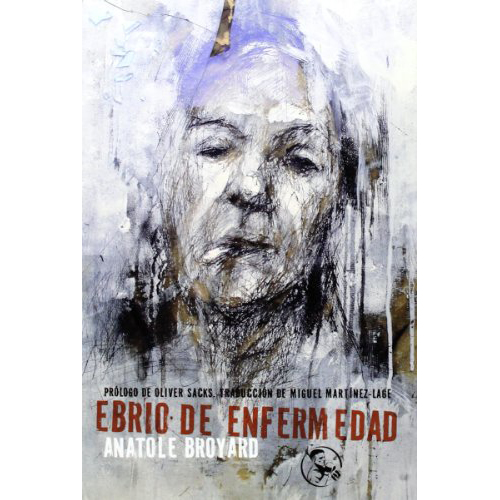 PRÓLOGO DE OLIVER SACKS. TRADUCCIÓN DE MIGUEL MARTÍNEZ-LAGE
EBRIO DE ENFERMEDAD
ANATOLE BROYARD